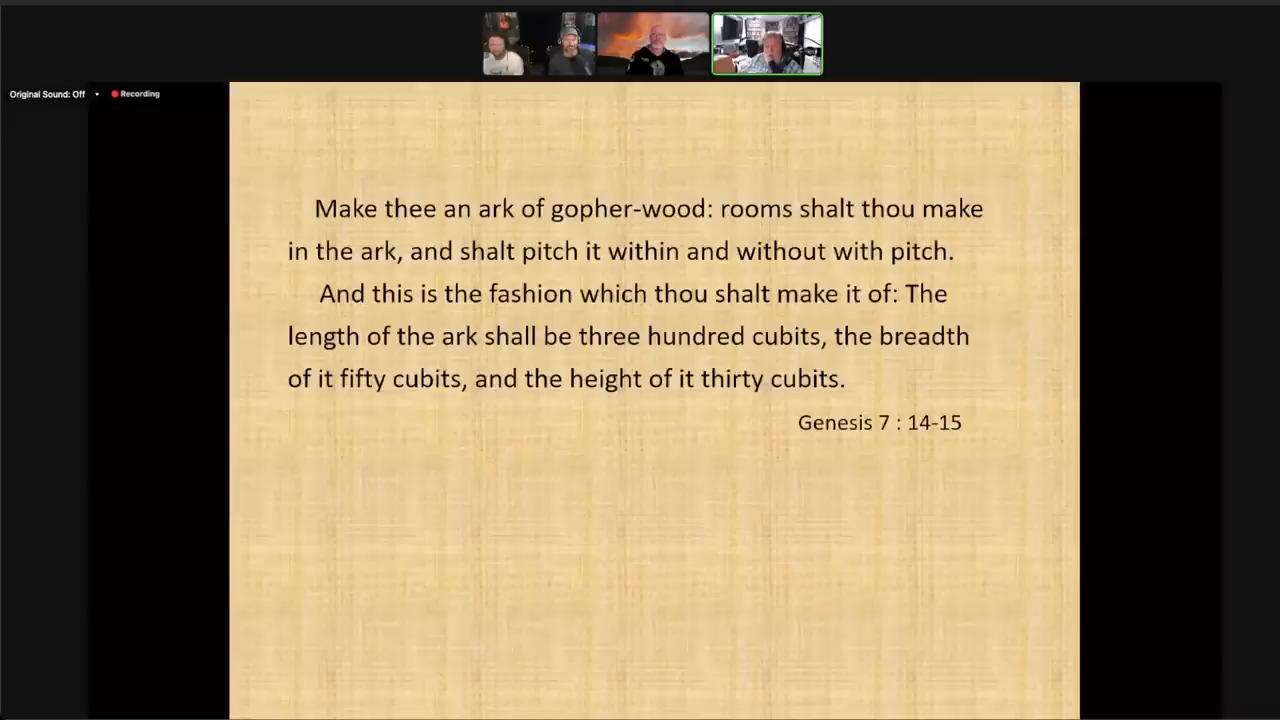 Original Sound: Off
Recording
Make thee an ark of gopher-wood: rooms shalt thou make
in the ark, and shalt pitch it within and without with pitch.
And this is the fashion which thou shalt make it of: The
length of the ark shall be three hundred cubits, the breadth
of it fifty cubits, and the height of it thirty cubits.
Genesis 7 : 14-15